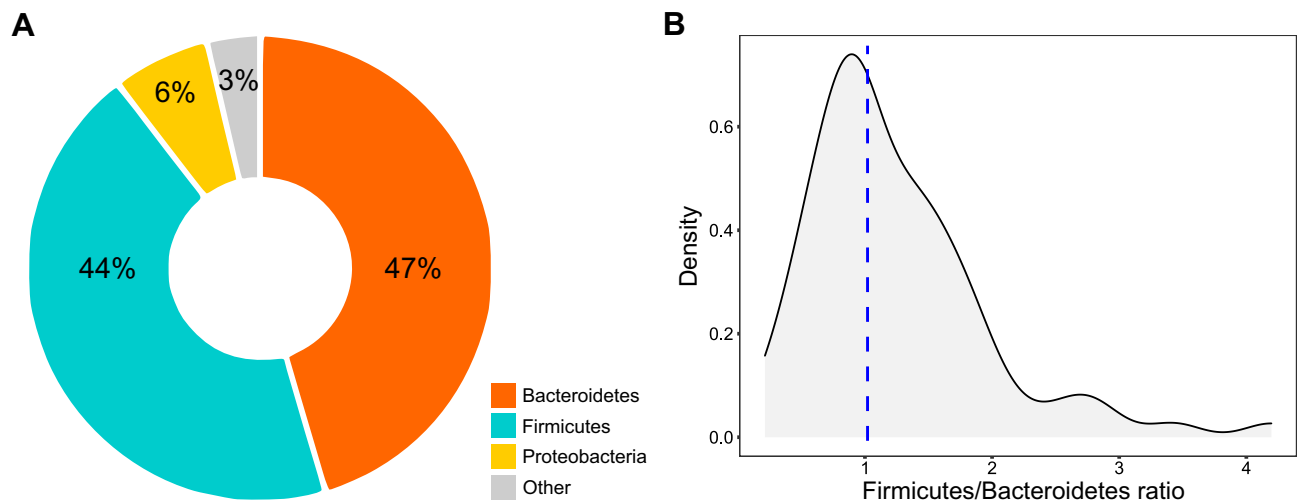 A
3%
6%
44%
47%
Bacteroidetes
Firmicutes
Proteobacteria
Other
B
Density
0.6
0.4
0.2
0.0
1 2 3 4
Firmicutes/Bacteroidetes ratio